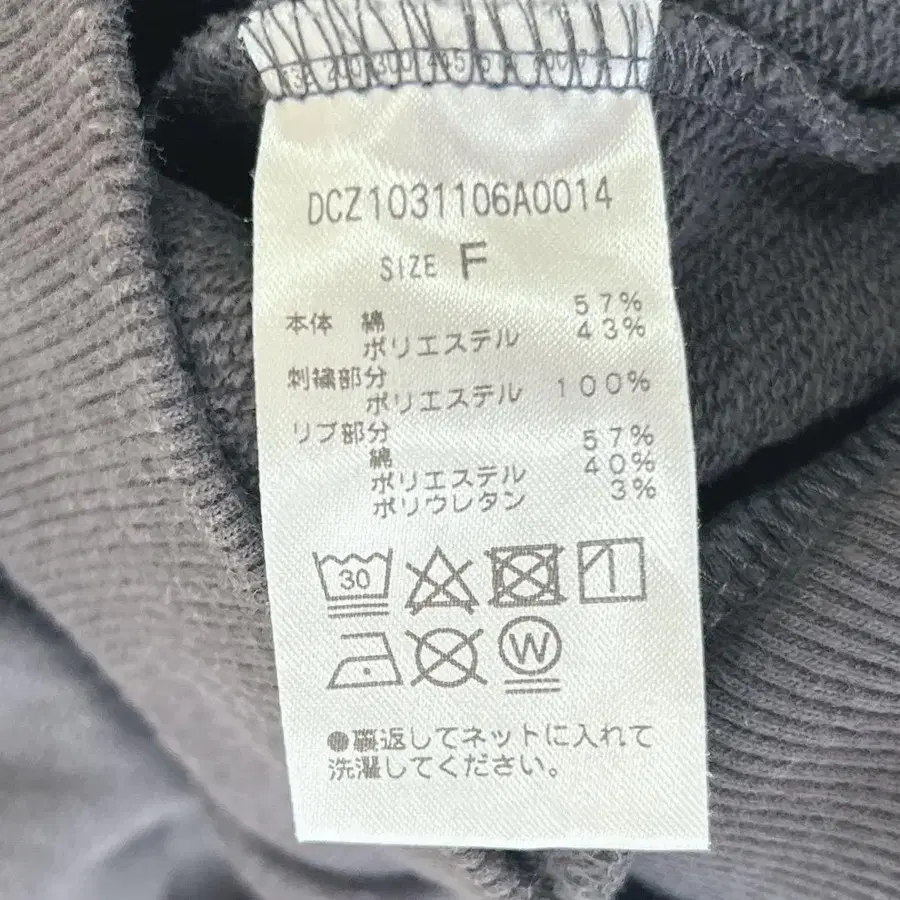 DCZ1031106A0014
SIZE F
本体 綿 57%
ポリエステル 43%
刺繍部分
ポリエステル 100%
リブ部分
綿 57%
ポリエステル 40%
ポリウレタン 3%
30
W
●裏返してネットに入れて
洗濯してください。